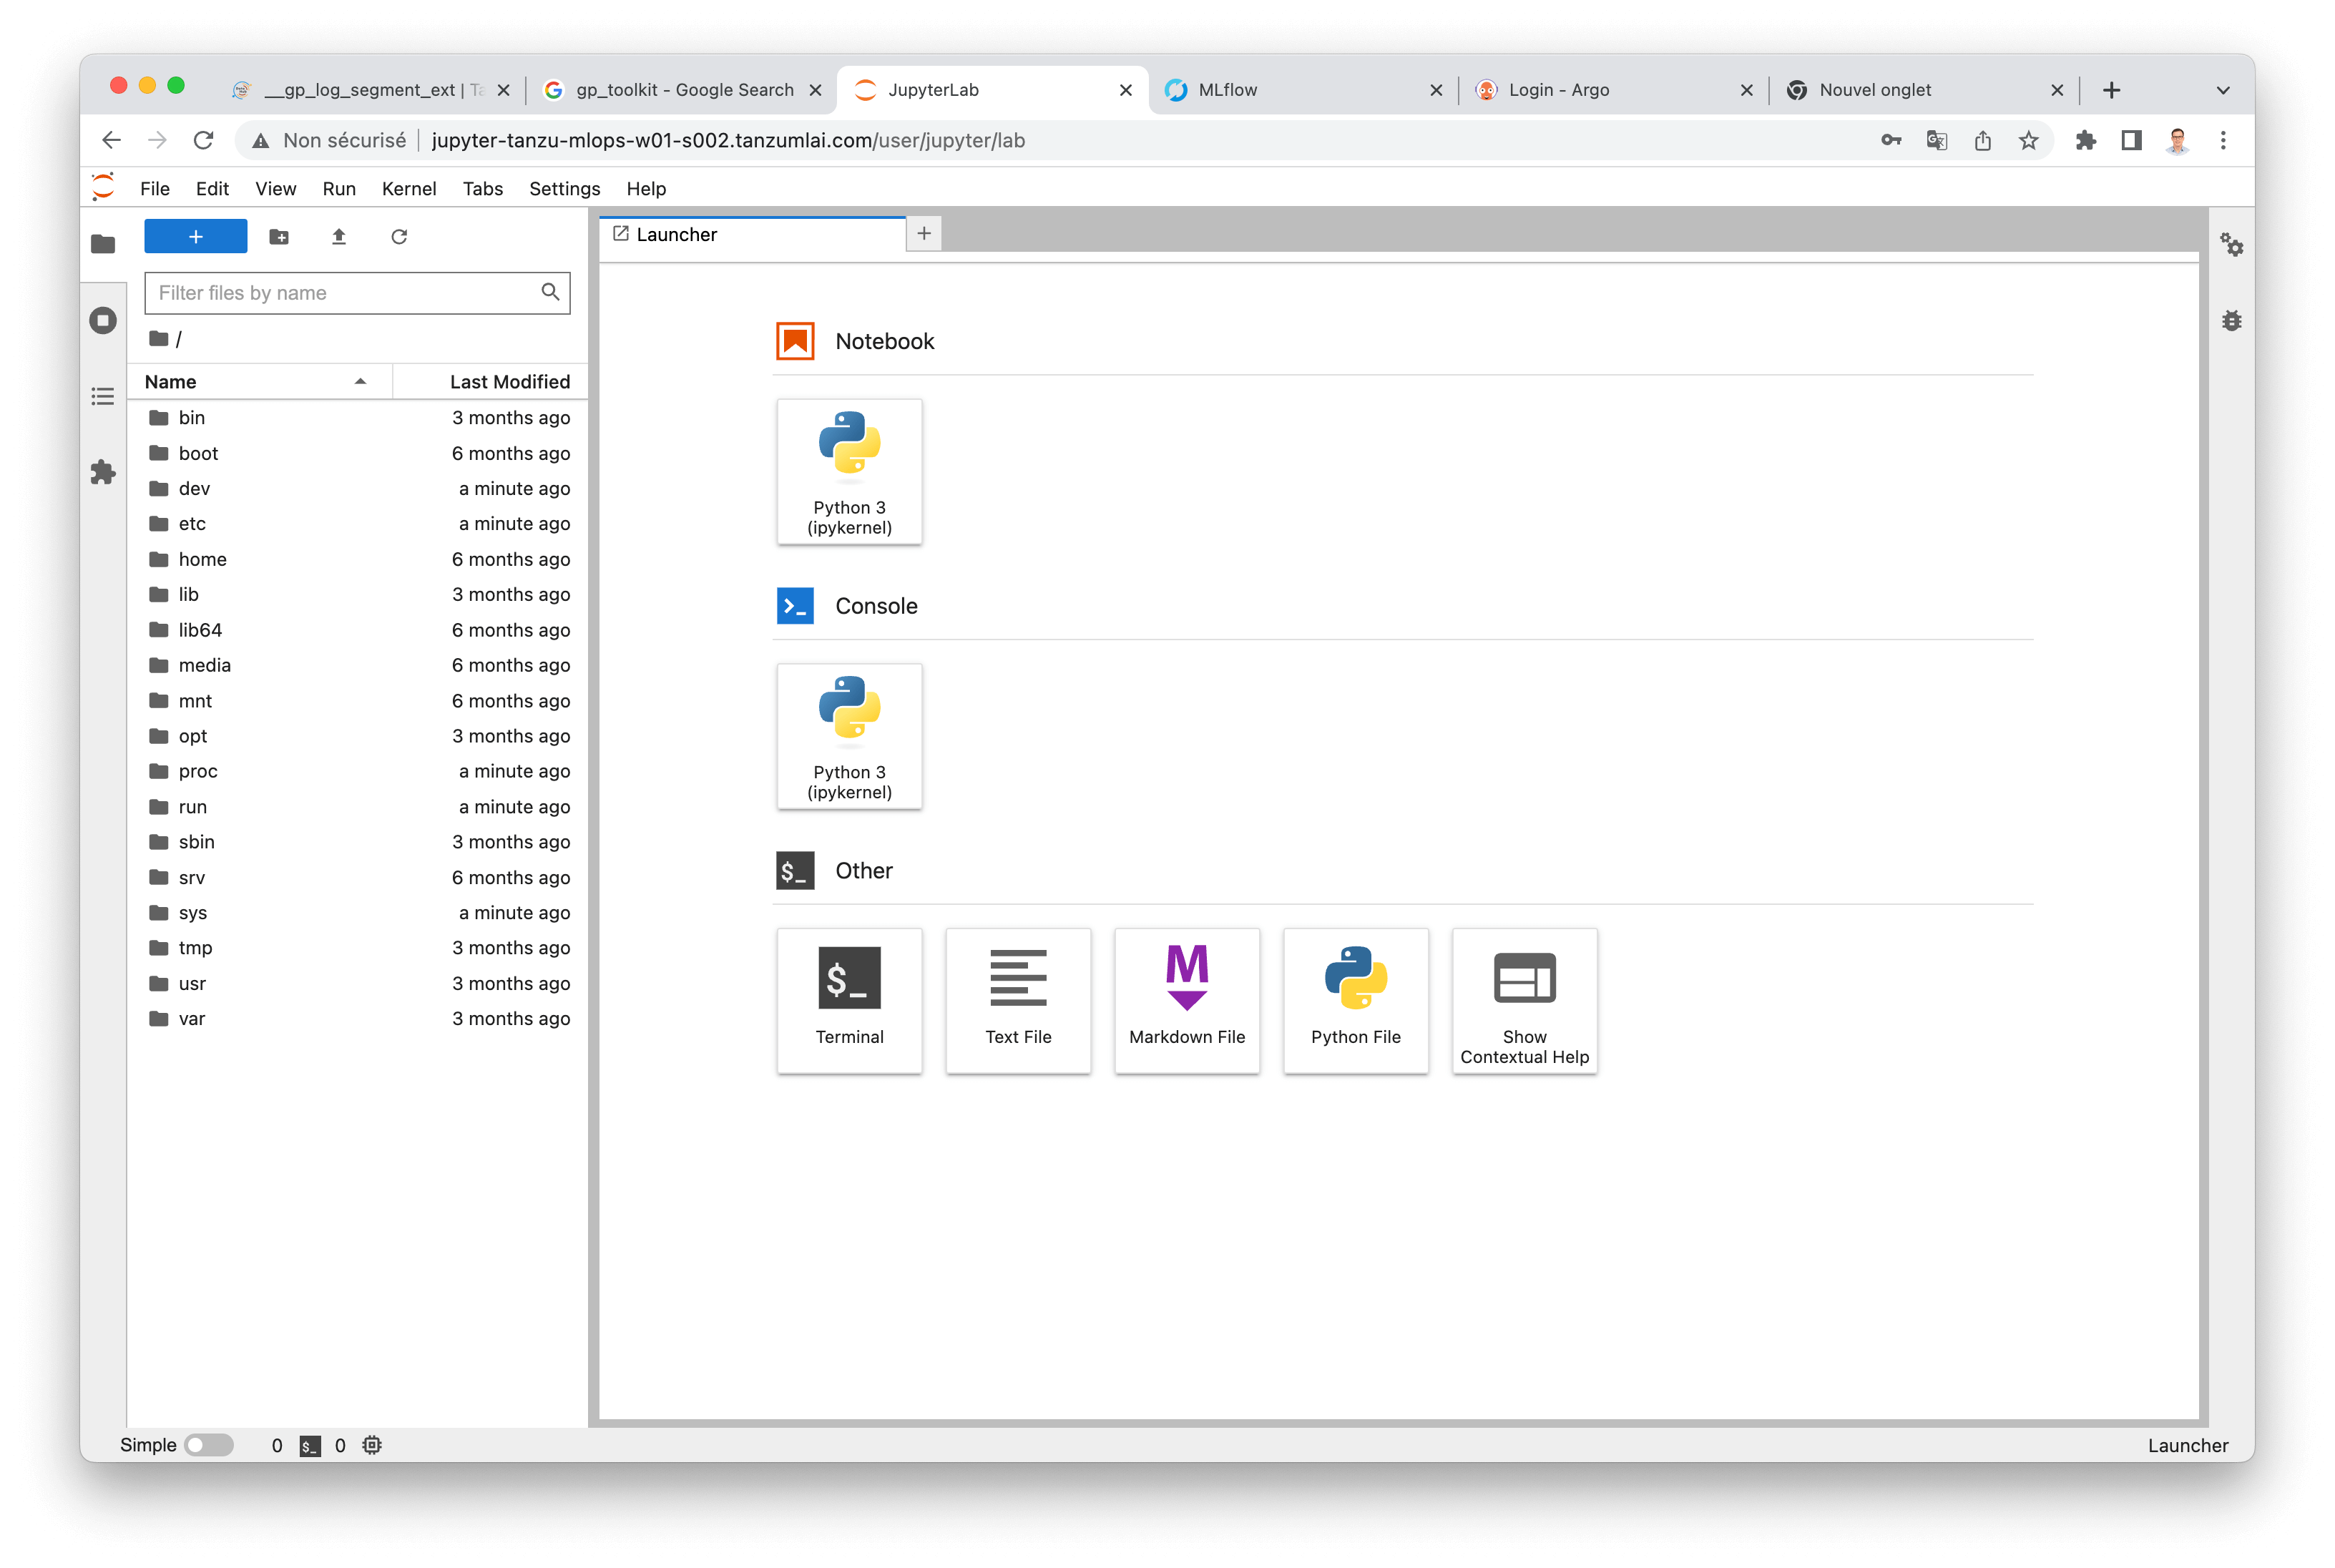 __gp_log_segment_ext | Ta
gp_toolkit - Google Search
JupyterLab
MLflow
Login - Argo
Nouvel onglet
Non sécurisé
jupyter-tanzu-mlops-w01-s002.tanzumlai.com/user/jupyter/lab
File Edit View Run Kernel Tabs Settings Help
+
Filter files by name
/
Name Last Modified
bin 3 months ago
boot 6 months ago
dev a minute ago
etc a minute ago
home 6 months ago
lib 3 months ago
lib64 6 months ago
media 6 months ago
mnt 6 months ago
opt 3 months ago
proc a minute ago
run a minute ago
sbin 3 months ago
srv 6 months ago
sys a minute ago
tmp 3 months ago
usr 3 months ago
var 3 months ago
Launcher
Notebook
Python 3
(ipykernel)
Console
Python 3
(ipykernel)
$_ Other
$_
Terminal
Text File
M
Markdown File
Python File
Show
Contextual Help
Simple 0 $_ 0
Launcher